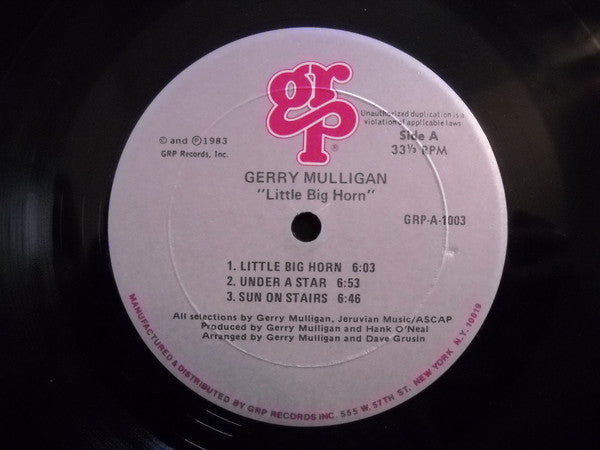 grp®
Unauthorized duplication is a
violation of applicable laws
© and ℗ 1983
GRP Records, Inc.
Side A
33⅓ RPM
GERRY MULLIGAN
"Little Big Horn"
GRP-A-1003
1. LITTLE BIG HORN 6:03
2. UNDER A STAR 6:53
3. SUN ON STAIRS 6:46
All selections by Gerry Mulligan, Jeruvian Music/ASCAP
Produced by Gerry Mulligan and Hank O'Neal
Arranged by Gerry Mulligan and Dave Grusin
MANUFACTURED & DISTRIBUTED BY GRP RECORDS INC. 555 W. 57TH ST. NEW YORK N.Y. 10019